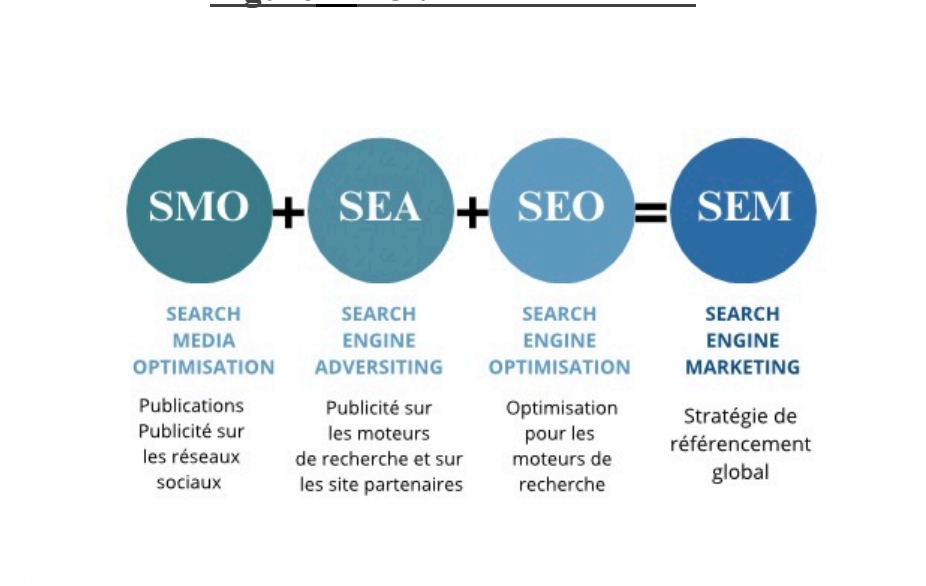 SMO + SEA + SEO = SEM
SEARCH
MEDIA
OPTIMISATION
Publications
Publicité sur
les réseaux
sociaux
SEARCH
ENGINE
ADVERSITING
Publicité sur
les moteurs
de recherche et sur
les site partenaires
SEARCH
ENGINE
OPTIMISATION
Optimisation
pour les
moteurs de
recherche
SEARCH
ENGINE
MARKETING
Stratégie de
référencement
global